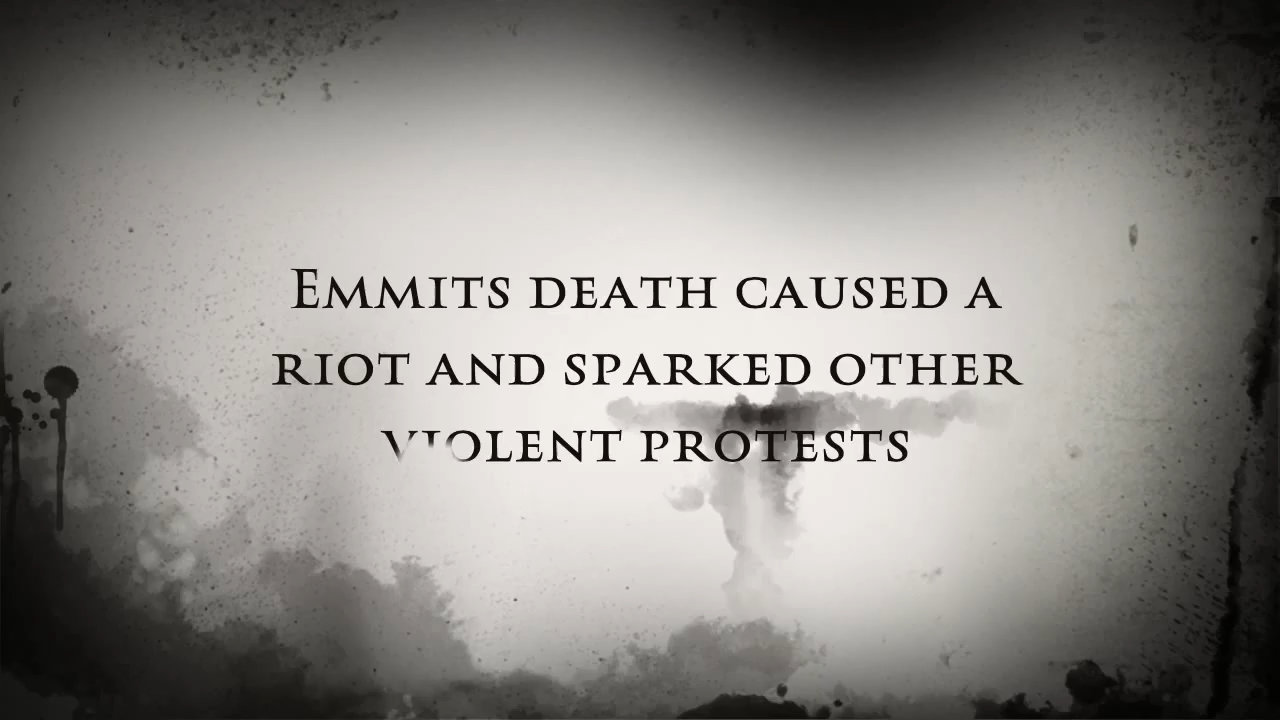 Emmits death caused a
riot and sparked other
violent protests